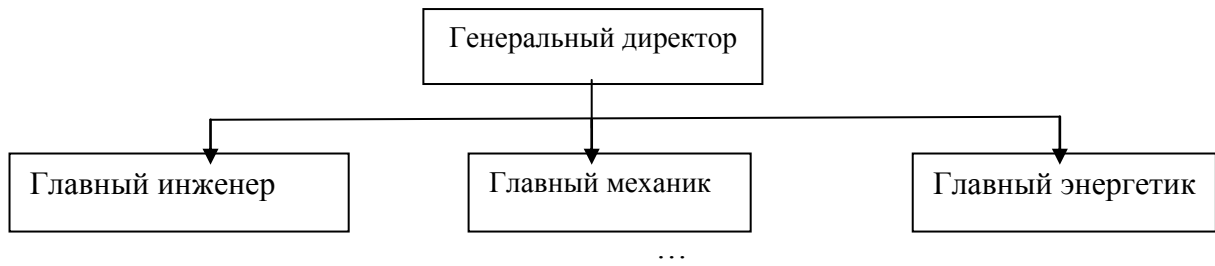 Генеральный директор
Главный инженер
Главный механик
Главный энергетик
…